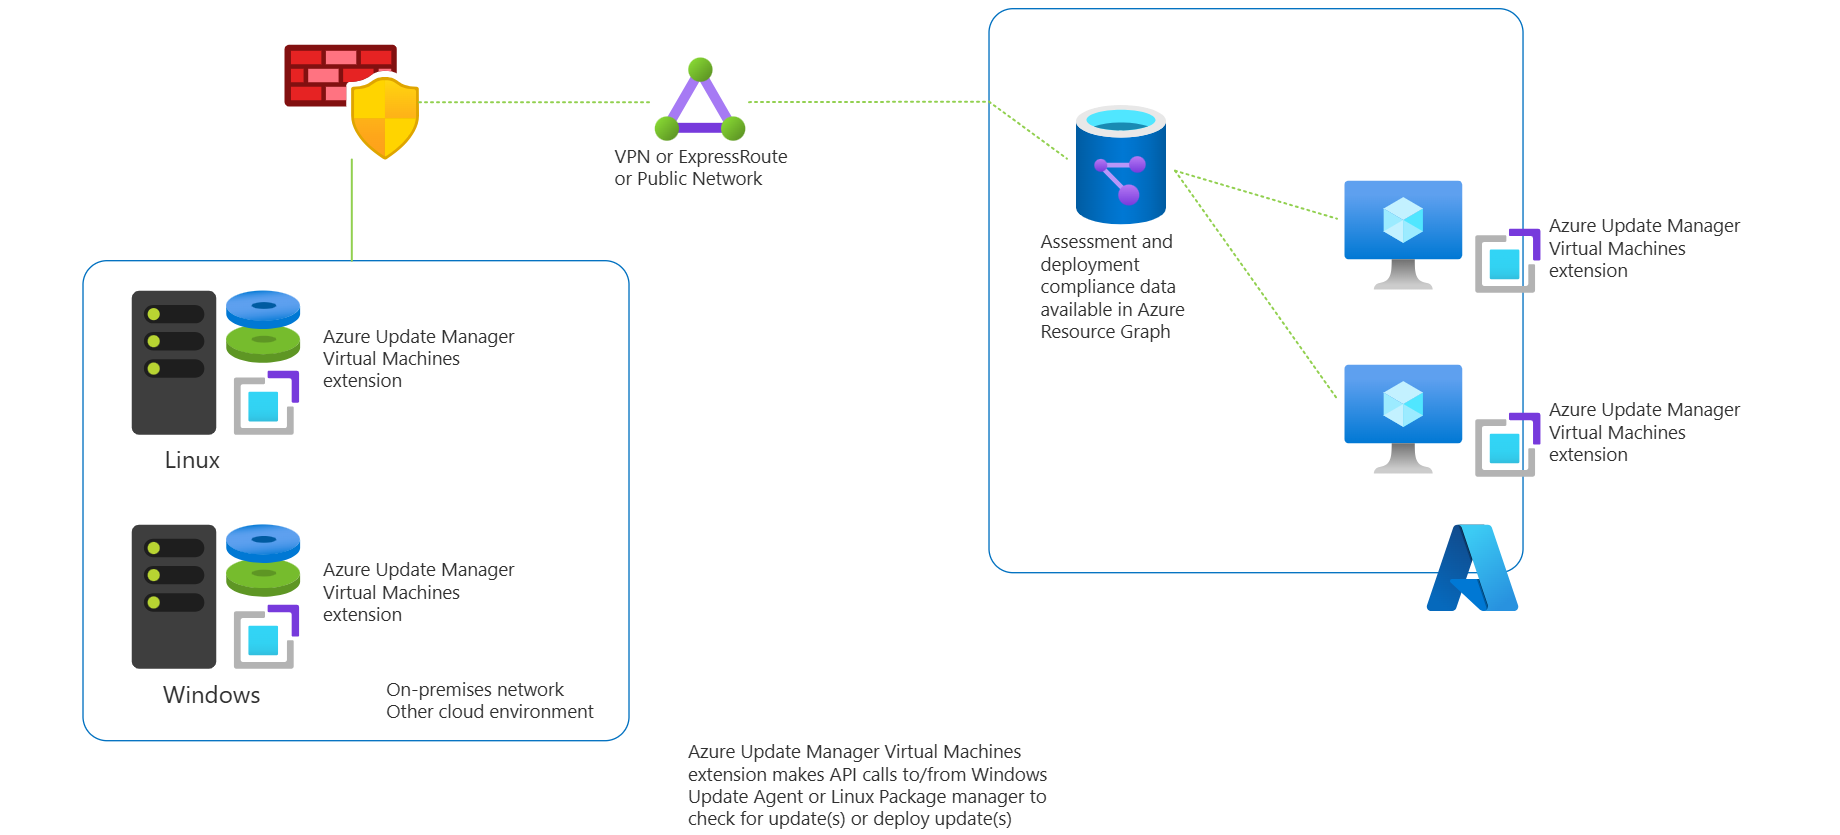 VPN or ExpressRoute
or Public Network
Assessment and
deployment
compliance data
available in Azure
Resource Graph
Azure Update Manager
Virtual Machines
extension
Azure Update Manager
Virtual Machines
extension
Azure Update Manager
Virtual Machines
extension
Linux
Azure Update Manager
Virtual Machines
extension
Windows
On-premises network
Other cloud environment
Azure Update Manager Virtual Machines
extension makes API calls to/from Windows
Update Agent or Linux Package manager to
check for update(s) or deploy update(s)